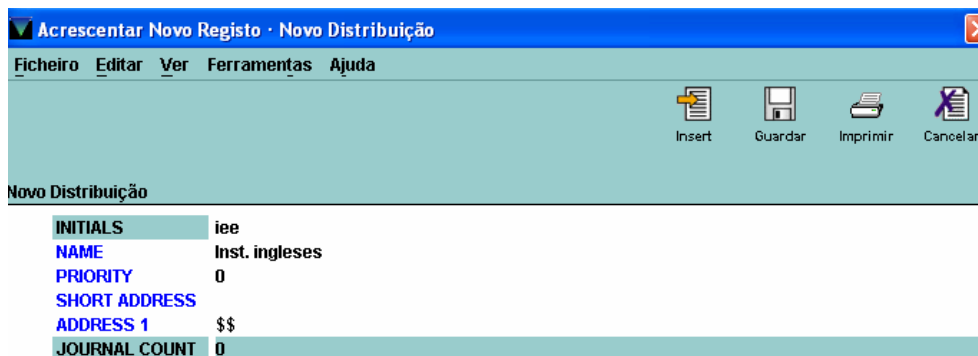 Acrescentar Novo Registo · Novo Distribuição
Ficheiro Editar Ver Ferramentas Ajuda
Insert Guardar Imprimir Cancelar
Novo Distribuição
INITIALS iee
NAME Inst. ingleses
PRIORITY 0
SHORT ADDRESS
ADDRESS 1 $$
JOURNAL COUNT 0